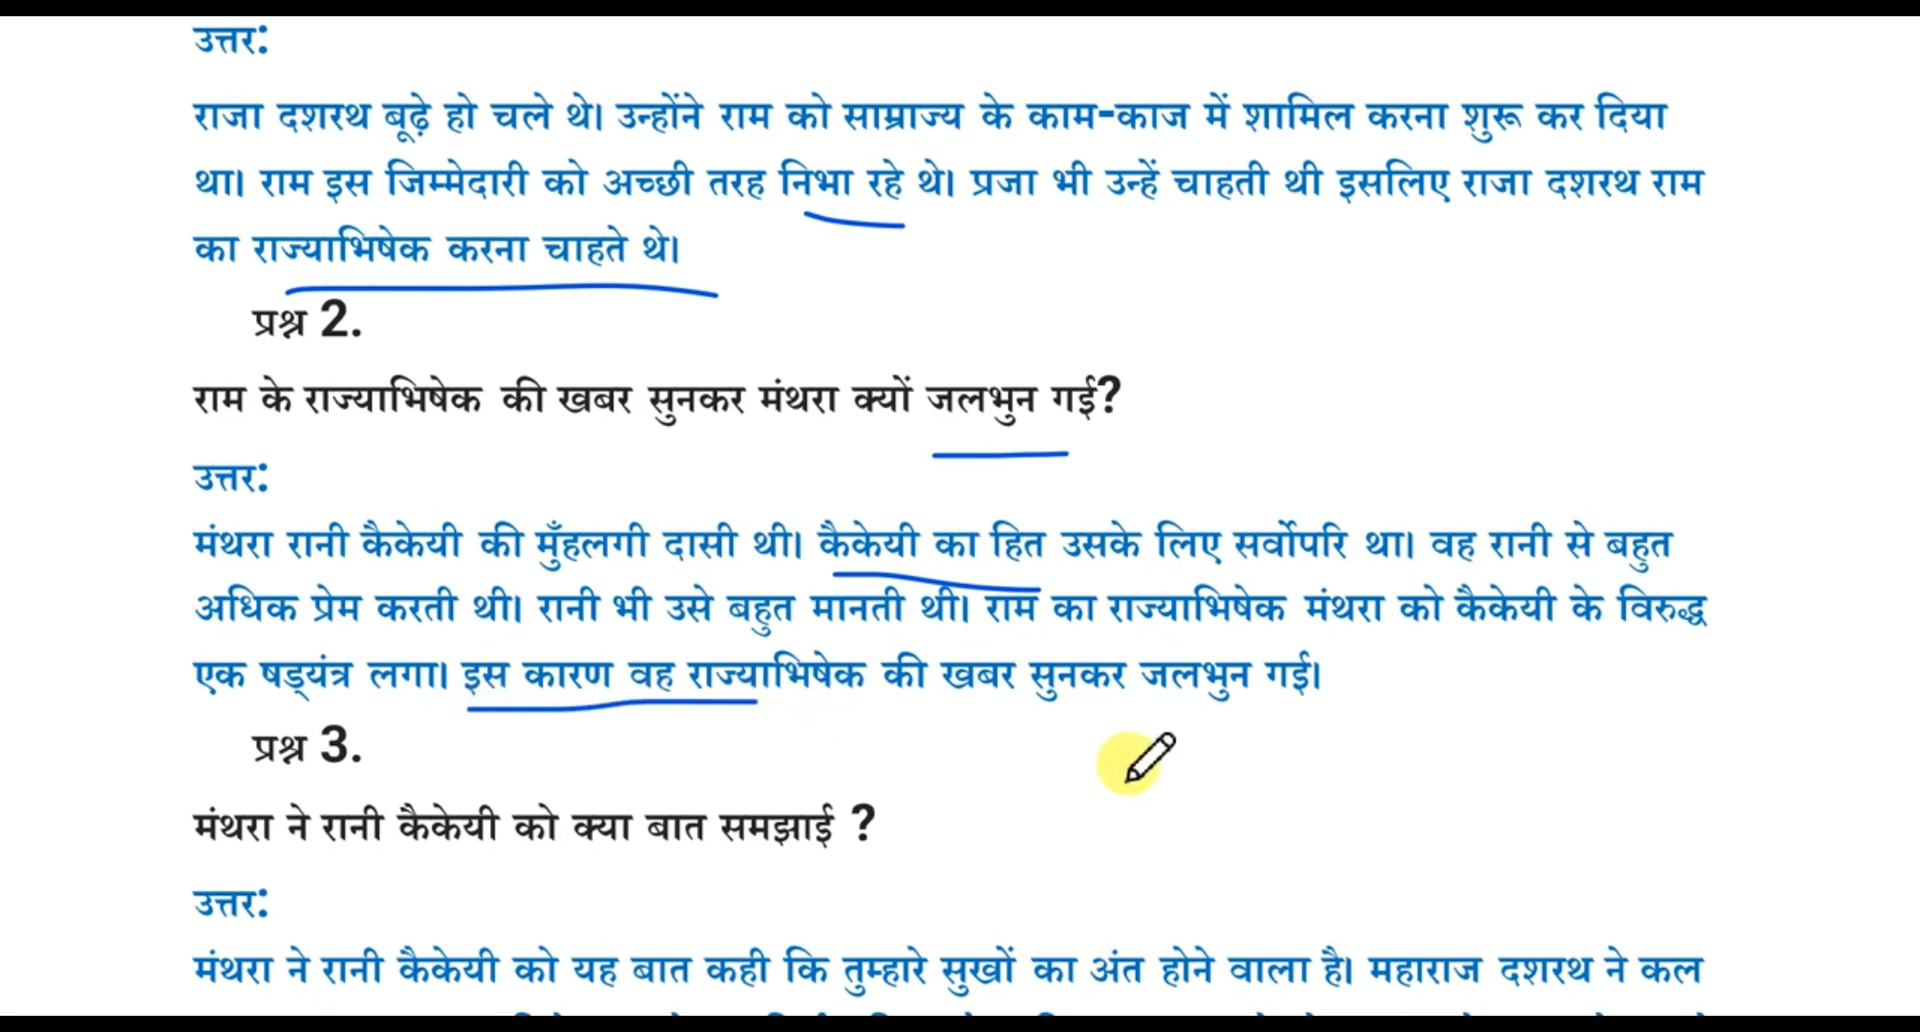 उत्तर:
राजा दशरथ बूढ़े हो चले थे। उन्होंने राम को साम्राज्य के काम-काज में शामिल करना शुरू कर दिया
था। राम इस जिम्मेदारी को अच्छी तरह निभा रहे थे। प्रजा भी उन्हें चाहती थी इसलिए राजा दशरथ राम
का राज्याभिषेक करना चाहते थे।
प्रश्न 2.
राम के राज्याभिषेक की खबर सुनकर मंथरा क्यों जलभुन गई?
उत्तर:
मंथरा रानी कैकेयी की मुँहलगी दासी थी। कैकेयी का हित उसके लिए सर्वोपरि था। वह रानी से बहुत
अधिक प्रेम करती थी। रानी भी उसे बहुत मानती थी। राम का राज्याभिषेक मंथरा को कैकेयी के विरुद्ध
एक षड्यंत्र लगा। इस कारण वह राज्याभिषेक की खबर सुनकर जलभुन गई।
प्रश्न 3.
मंथरा ने रानी कैकेयी को क्या बात समझाई ?
उत्तर:
मंथरा ने रानी कैकेयी को यह बात कही कि तुम्हारे सुखों का अंत होने वाला है। महाराज दशरथ ने कल